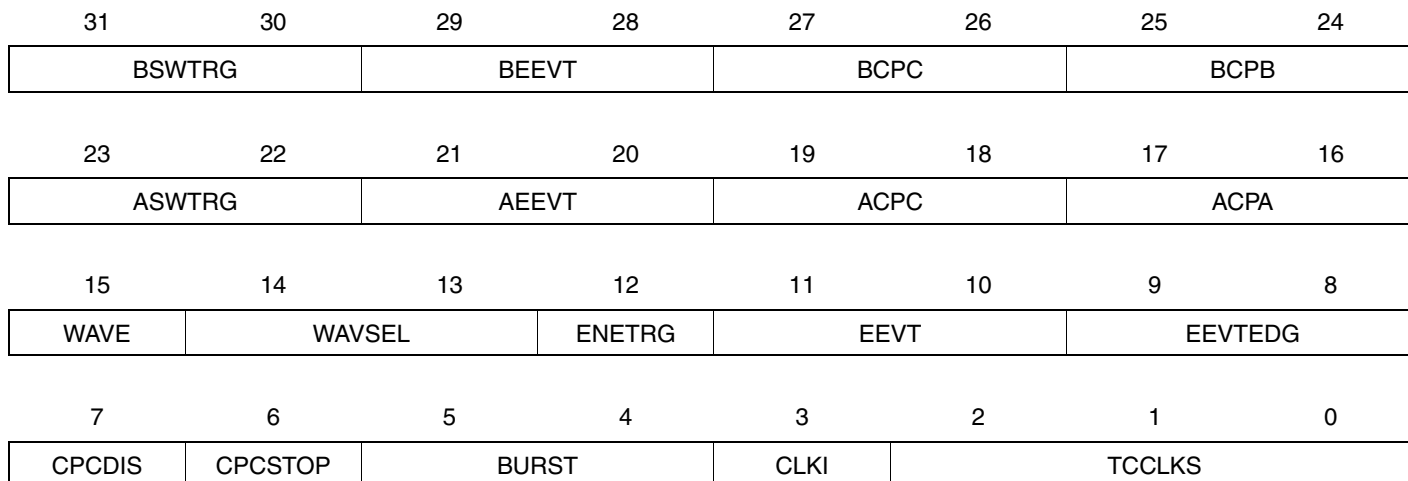 31 30 29 28 27 26 25 24
BSWTRG BEEVT BCPC BCPB
23 22 21 20 19 18 17 16
ASWTRG AEEVT ACPC ACPA
15 14 13 12 11 10 9 8
WAVE WAVSEL ENETRG EEVT EEVTEDG
7 6 5 4 3 2 1 0
CPCDIS CPCSTOP BURST CLKI TCCLKS